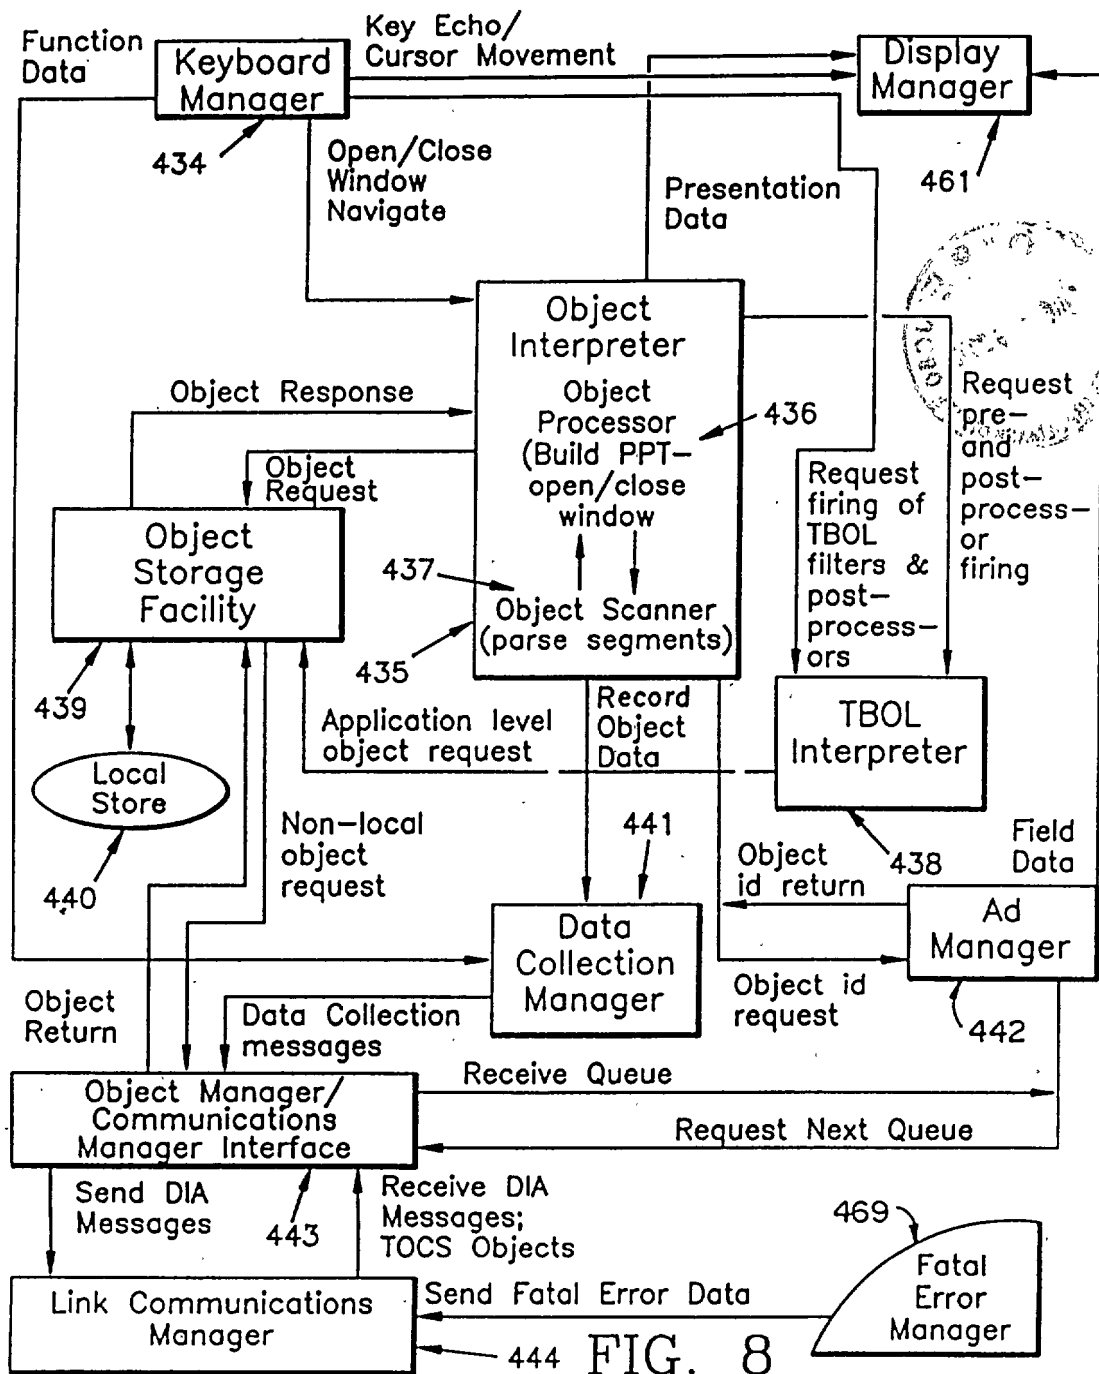 Function
Data
Keyboard
Manager
434
Key Echo/
Cursor Movement
Display
Manager
461
Open/Close
Window
Navigate
Presentation
Data
Object
Interpreter
Object
Processor
(Build PPT-
open/close
window
436
437
Object Scanner
(parse segments)
435
Object Response
Object
Request
Object
Storage
Facility
439
Local
Store
440
Request
firing of
TBOL
filters &
post-
process-
ors
Request
pre-
and
post-
process-
or
firing
Application level
object request
Record
Object
Data
TBOL
Interpreter
438
Non-local
object
request
441
Object
id return
Field
Data
Ad
Manager
442
Data
Collection
Manager
Object id
request
Object
Return
Data Collection
messages
Object Manager/
Communications
Manager Interface
443
Receive Queue
Request Next Queue
Send DIA
Messages
Receive DIA
Messages;
TOCS Objects
469
Fatal
Error
Manager
Link Communications
Manager
Send Fatal Error Data
444
FIG. 8